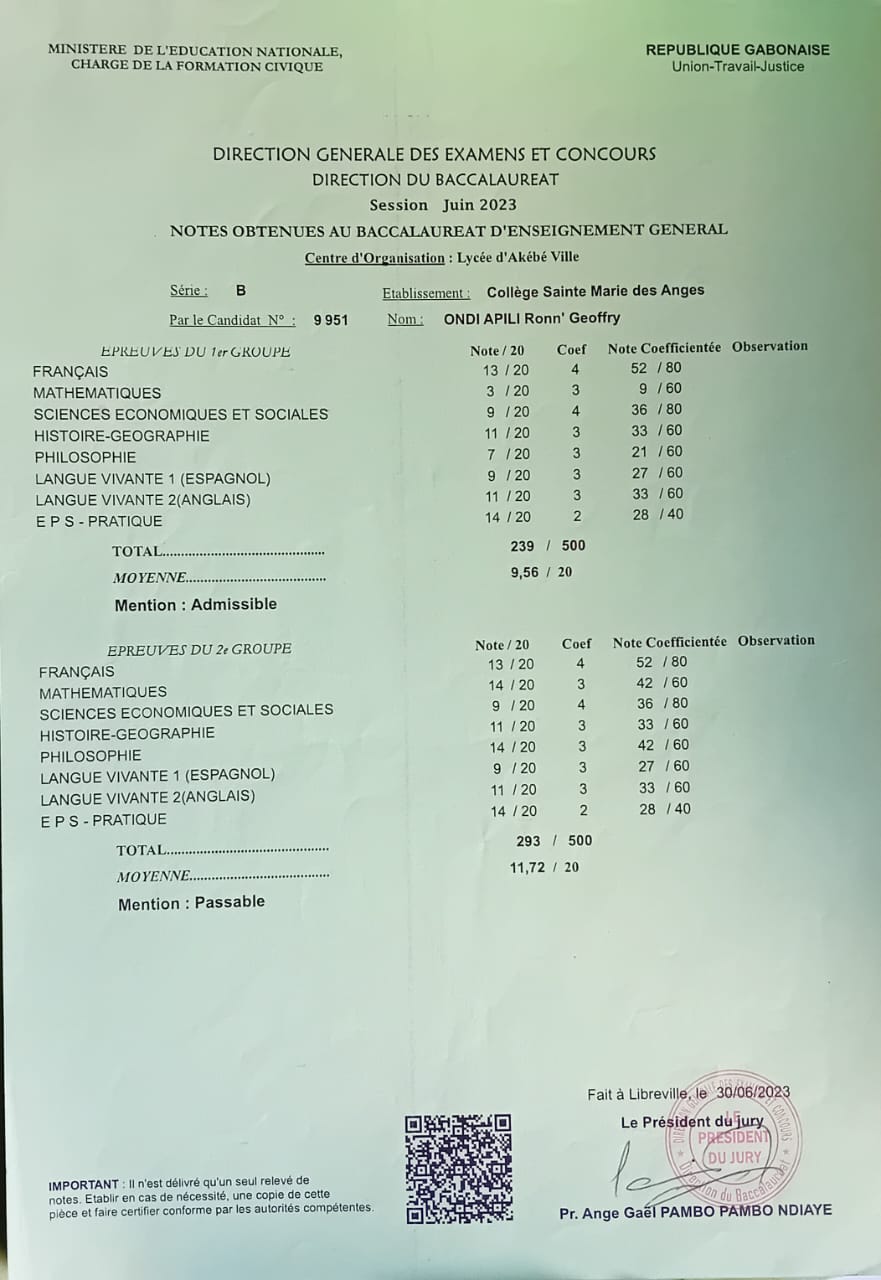 MINISTERE DE L'EDUCATION NATIONALE,
CHARGE DE LA FORMATION CIVIQUE
REPUBLIQUE GABONAISE
Union-Travail-Justice
DIRECTION GENERALE DES EXAMENS ET CONCOURS
DIRECTION DU BACCALAUREAT
Session Juin 2023
NOTES OBTENUES AU BACCALAUREAT D'ENSEIGNEMENT GENERAL
Centre d'Organisation : Lycée d'Akébé Ville
Série : B Etablissement : Collège Sainte Marie des Anges
Par le Candidat N° : 9 951 Nom : ONDI APILI Ronn' Geoffry
EPREUVES DU 1er GROUPE Note / 20 Coef Note Coefficientée Observation
FRANÇAIS 13 / 20 4 52 / 80
MATHEMATIQUES 3 / 20 3 9 / 60
SCIENCES ECONOMIQUES ET SOCIALES 9 / 20 4 36 / 80
HISTOIRE-GEOGRAPHIE 11 / 20 3 33 / 60
PHILOSOPHIE 7 / 20 3 21 / 60
LANGUE VIVANTE 1 (ESPAGNOL) 9 / 20 3 27 / 60
LANGUE VIVANTE 2(ANGLAIS) 11 / 20 3 33 / 60
E P S - PRATIQUE 14 / 20 2 28 / 40
TOTAL............................................... 239 / 500
MOYENNE........................................ 9,56 / 20
Mention : Admissible
EPREUVES DU 2e GROUPE Note / 20 Coef Note Coefficientée Observation
FRANÇAIS 13 / 20 4 52 / 80
MATHEMATIQUES 14 / 20 3 42 / 60
SCIENCES ECONOMIQUES ET SOCIALES 9 / 20 4 36 / 80
HISTOIRE-GEOGRAPHIE 11 / 20 3 33 / 60
PHILOSOPHIE 14 / 20 3 42 / 60
LANGUE VIVANTE 1 (ESPAGNOL) 9 / 20 3 27 / 60
LANGUE VIVANTE 2(ANGLAIS) 11 / 20 3 33 / 60
E P S - PRATIQUE 14 / 20 2 28 / 40
TOTAL............................................... 293 / 500
MOYENNE........................................ 11,72 / 20
Mention : Passable
Fait à Libreville, le 30/06/2023
Le Président du jury
DIRECTION GENERALE DES EXAMENS ET CONCOURS
LE
PRESIDENT
DU JURY
Direction du Baccalauréat
Pr. Ange Gaël PAMBO PAMBO NDIAYE
IMPORTANT : Il n'est délivré qu'un seul relevé de
notes. Etablir en cas de nécessité, une copie de cette
pièce et faire certifier conforme par les autorités compétentes.